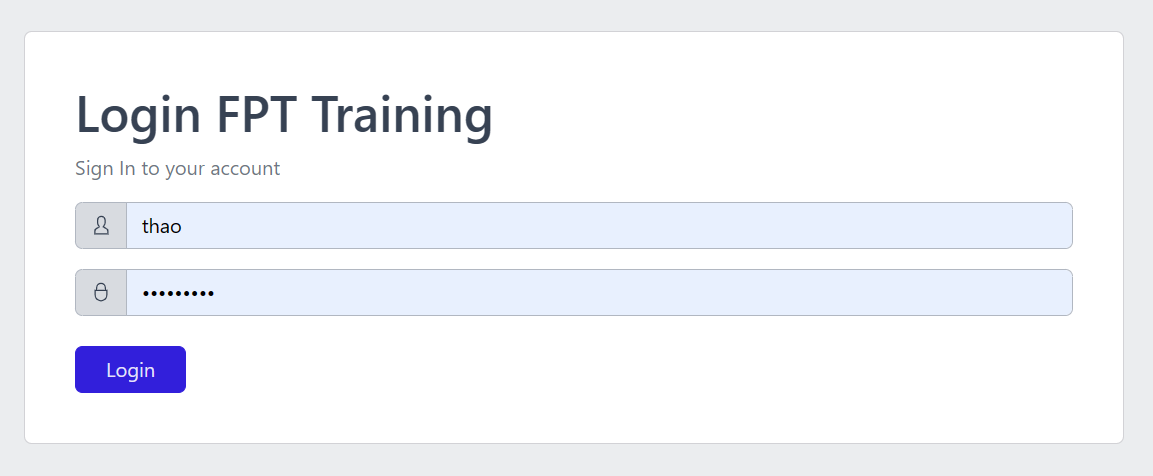 Login FPT Training
Sign In to your account
thao
•••••••••
Login